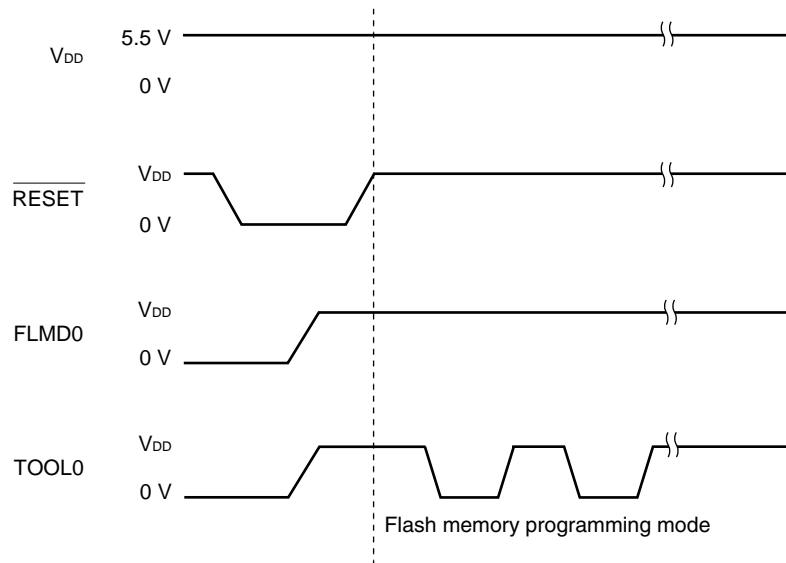 5.5 V
VDD
0 V
VDD
RESET
0 V
VDD
FLMD0
0 V
VDD
TOOL0
0 V
Flash memory programming mode